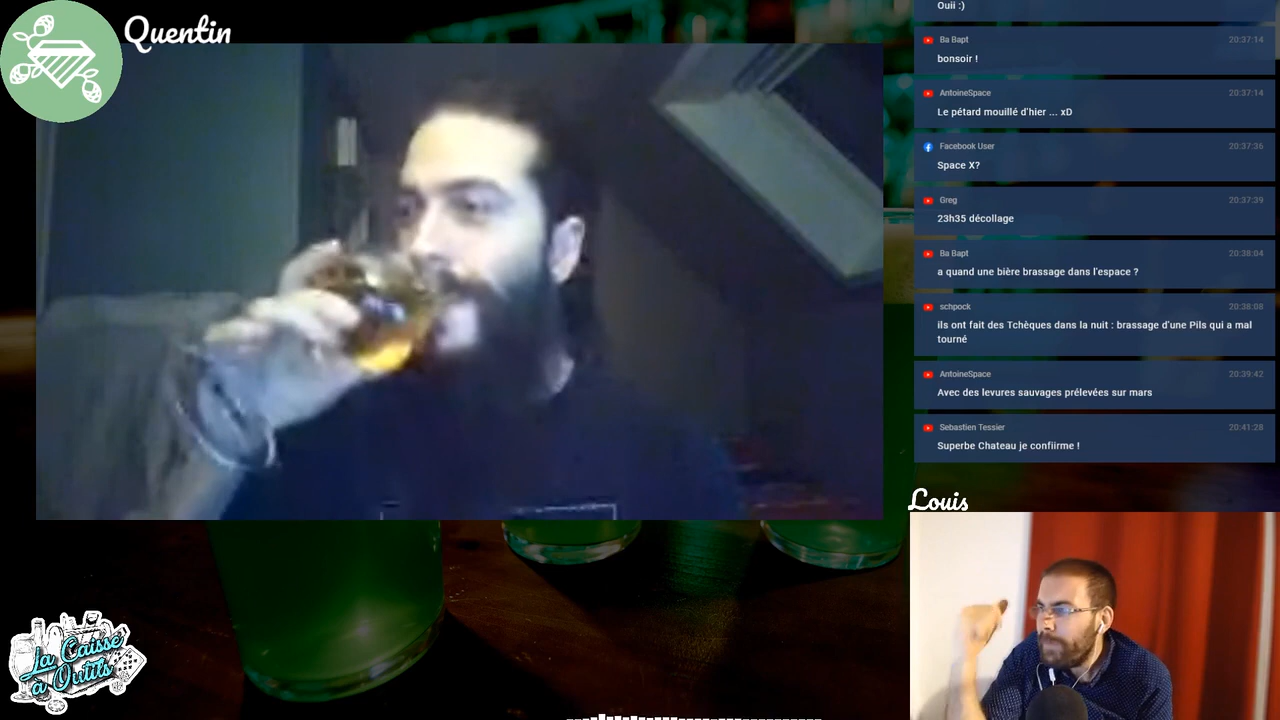 Quentin
Ouii :)
Ba Bapt 20:37:14
bonsoir !
AntoineSpace 20:37:14
Le pétard mouillé d'hier ... xD
Facebook User 20:37:36
Space X?
Greg 20:37:39
23h35 décollage
Ba Bapt 20:38:04
a quand une bière brassage dans l'espace ?
schpock 20:38:08
ils ont fait des Tchèques dans la nuit : brassage d'une Pils qui a mal
tourné
AntoineSpace 20:39:42
Avec des levures sauvages prélevées sur mars
Sebastien Tessier 20:41:28
Superbe Chateau je confiirme !
Louis
La Caisse
à Outils